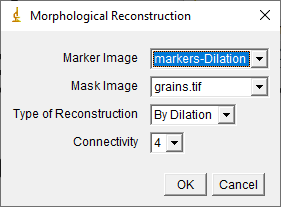 Morphological Reconstruction
Marker Image markers-Dilation
Mask Image grains.tif
Type of Reconstruction By Dilation
Connectivity 4
OK Cancel